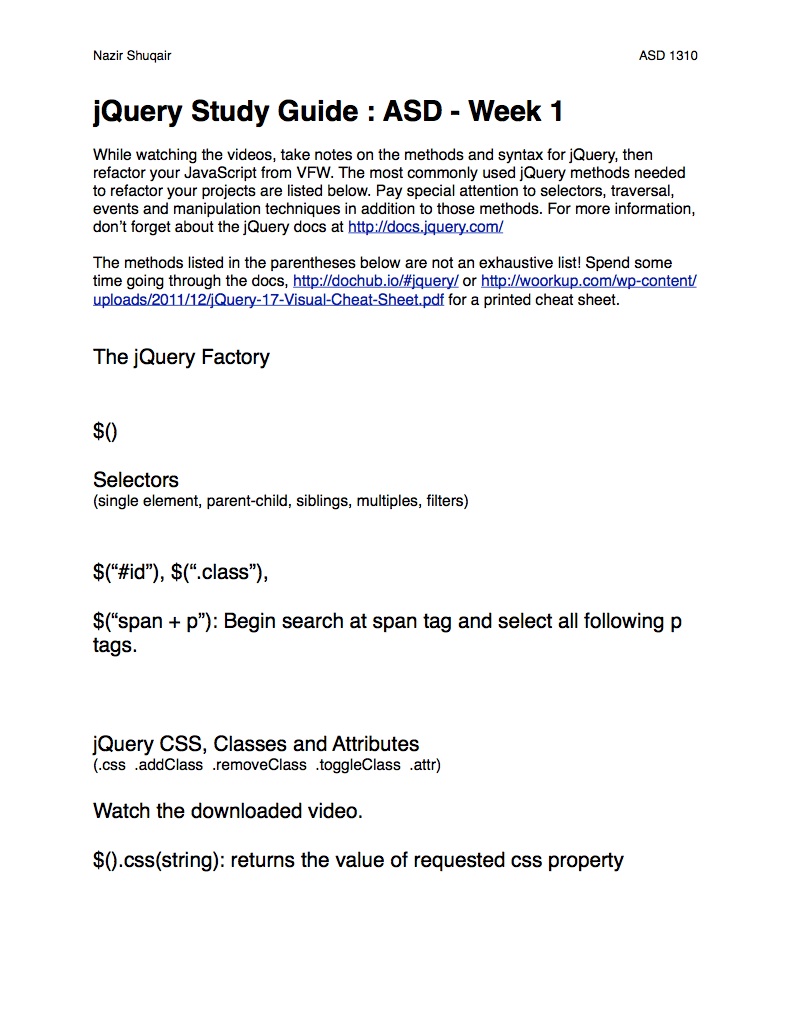 Nazir Shuqair ASD 1310
jQuery Study Guide : ASD - Week 1
While watching the videos, take notes on the methods and syntax for jQuery, then
refactor your JavaScript from VFW. The most commonly used jQuery methods needed
to refactor your projects are listed below. Pay special attention to selectors, traversal,
events and manipulation techniques in addition to those methods. For more information,
don’t forget about the jQuery docs at http://docs.jquery.com/
The methods listed in the parentheses below are not an exhaustive list! Spend some
time going through the docs, http://dochub.io/#jquery/ or http://woorkup.com/wp-content/
uploads/2011/12/jQuery-17-Visual-Cheat-Sheet.pdf for a printed cheat sheet.
The jQuery Factory
$()
Selectors
(single element, parent-child, siblings, multiples, filters)
$(“#id”), $(“.class”),
$(“span + p”): Begin search at span tag and select all following p
tags.
jQuery CSS, Classes and Attributes
(.css .addClass .removeClass .toggleClass .attr)
Watch the downloaded video.
$().css(string): returns the value of requested css property